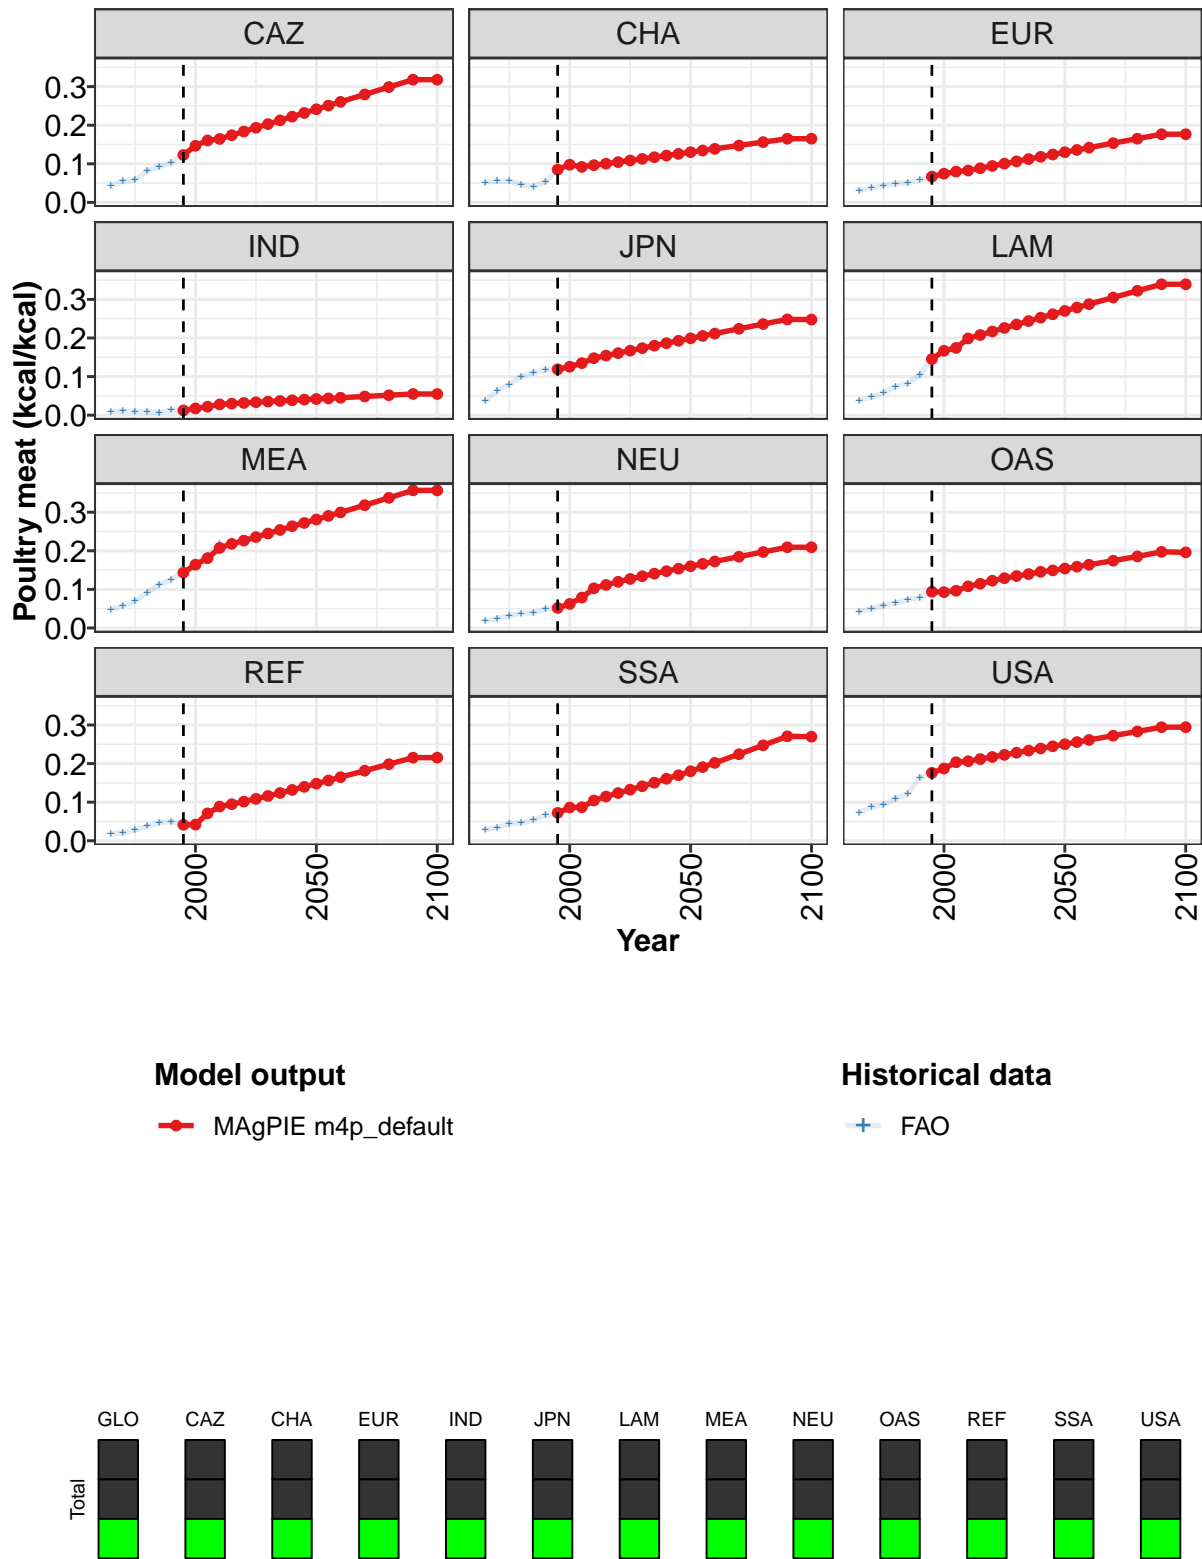 CAZ CHA EUR
0.3
0.2
0.1
0.0
IND JPN LAM
0.3
0.2
0.1
0.0
MEA NEU OAS
0.3
0.2
0.1
0.0
REF SSA USA
0.3
0.2
0.1
0.0
Poultry meat (kcal/kcal)
2000 2050 2100 2000 2050 2100 2000 2050 2100
Year
Model output
MAgPIE m4p_default
Historical data
FAO
GLO CAZ CHA EUR IND JPN LAM MEA NEU OAS REF SSA USA
Total